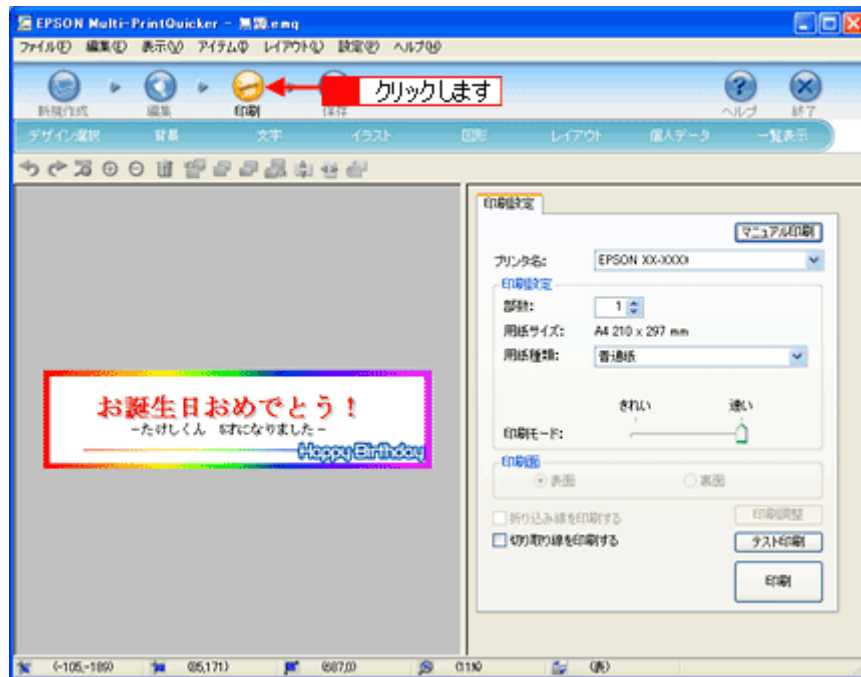 EPSON Multi-PrintQuicker - 無題.emq
ファイル(F) 編集(E) 表示(V) アイテム(I) レイアウト(L) 設定(P) ヘルプ(H)
クリックします
新規作成 編集 印刷 保存 ヘルプ 終了
デザイン選択 背景 文字 イラスト 図形 レイアウト 個人データ 一覧表示
印刷設定
マニュアル印刷
プリンタ名: EPSON XX-XXXX
印刷設定
部数: 1
用紙サイズ: A4 210 x 297 mm
用紙種類: 普通紙
きれい 速い
印刷モード:
印刷面
表面 裏面
折り込み線を印刷する 印刷調整
切り取り線を印刷する テスト印刷
印刷
お誕生日おめでとう!
-たけしくん 5才になりました-
Happy Birthday
(-105,-189) (85,171) (687,0) (表)